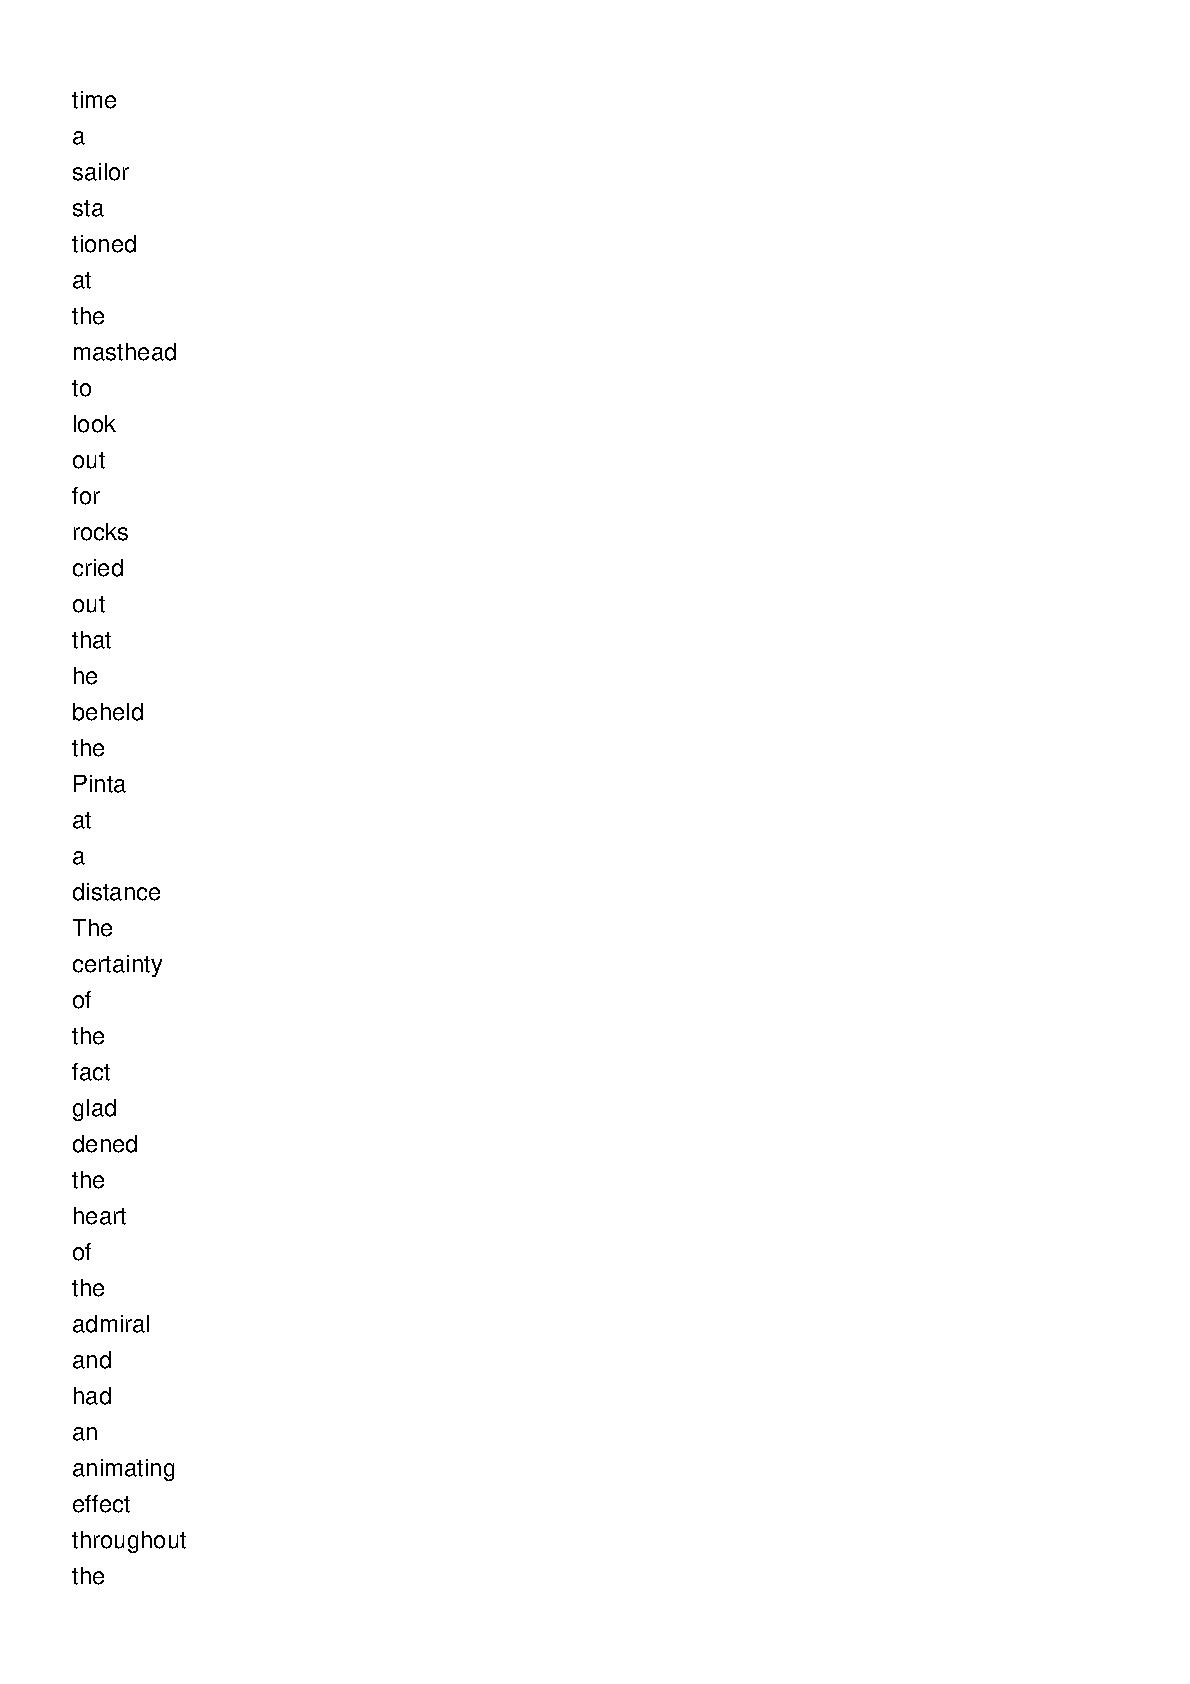 time
a
sailor
sta
tioned
at
the
masthead
to
look
out
for
rocks
cried
out
that
he
beheld
the
Pinta
at
a
distance
The
certainty
of
the
fact
glad
dened
the
heart
of
the
admiral
and
had
an
animating
effect
throughout
the